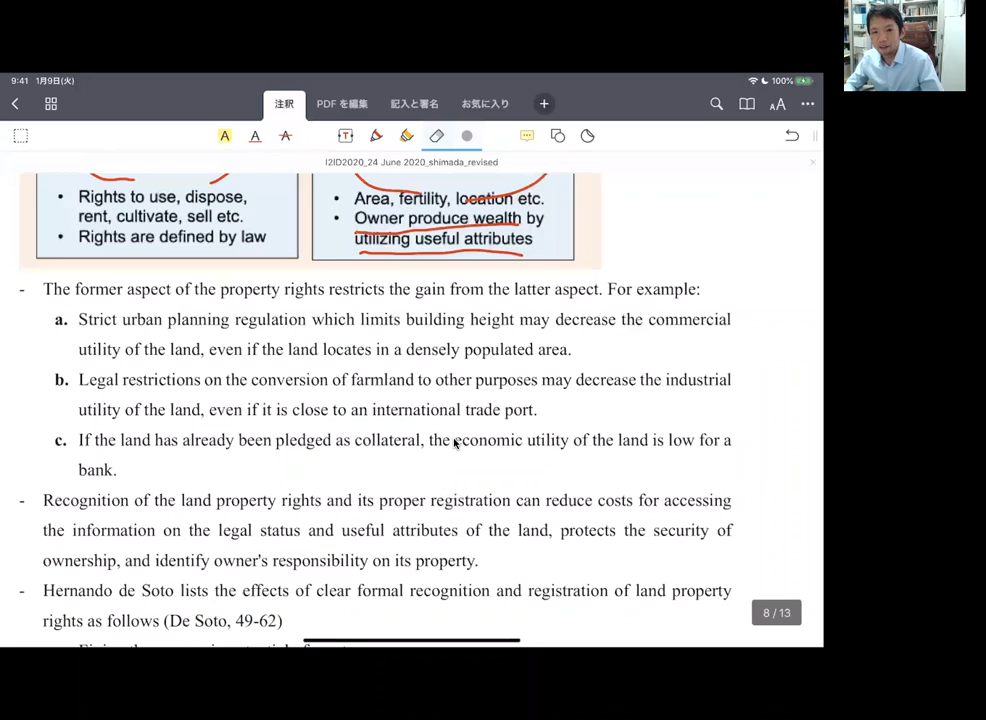 9:41 1月9日(火)
100%
注釈 PDF を編集 記入と署名 お気に入り
AA
A A A T
I2ID2020_24 June 2020_shimada_revised
• Rights to use, dispose,
rent, cultivate, sell etc.
• Rights are defined by law
• Area, fertility, location etc.
• Owner produce wealth by
utilizing useful attributes
- The former aspect of the property rights restricts the gain from the latter aspect. For example:
a. Strict urban planning regulation which limits building height may decrease the commercial
utility of the land, even if the land locates in a densely populated area.
b. Legal restrictions on the conversion of farmland to other purposes may decrease the industrial
utility of the land, even if it is close to an international trade port.
c. If the land has already been pledged as collateral, the economic utility of the land is low for a
bank.
- Recognition of the land property rights and its proper registration can reduce costs for accessing
the information on the legal status and useful attributes of the land, protects the security of
ownership, and identify owner's responsibility on its property.
- Hernando de Soto lists the effects of clear formal recognition and registration of land property
rights as follows (De Soto, 49-62)
8 / 13